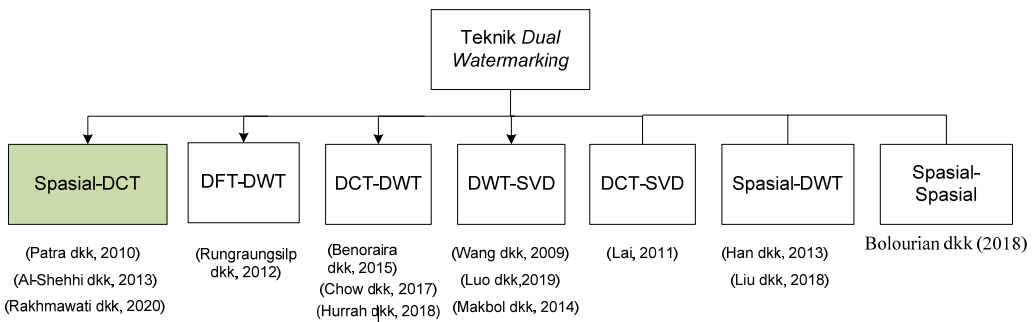 Teknik Dual
Watermarking
Spasial-DCT
DFT-DWT
DCT-DWT
DWT-SVD
DCT-SVD
Spasial-DWT
Spasial-
Spasial
(Patra dkk, 2010)
(Al-Shehhi dkk, 2013)
(Rakhmawati dkk, 2020)
(Rungraungsilp
dkk, 2012)
(Benoraira
dkk, 2015)
(Chow dkk, 2017)
(Hurrah dkk, 2018)
(Wang dkk, 2009)
(Luo dkk,2019)
(Makbol dkk, 2014)
(Lai, 2011)
(Han dkk, 2013)
(Liu dkk, 2018)
Bolourian dkk (2018)